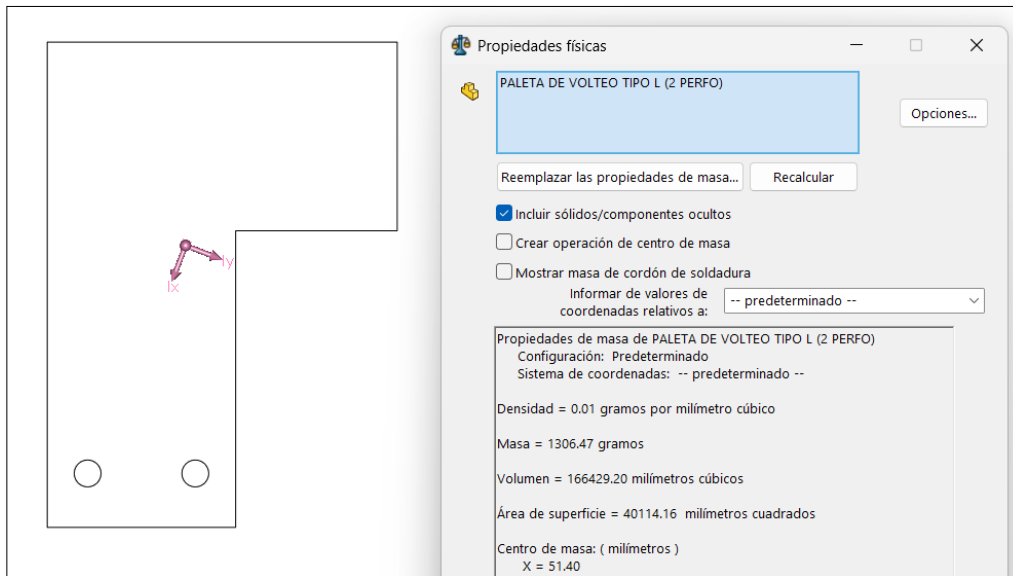 Propiedades físicas
PALETA DE VOLTEO TIPO L (2 PERFO)
Opciones...
Reemplazar las propiedades de masa...
Recalcular
Incluir sólidos/componentes ocultos
Crear operación de centro de masa
Mostrar masa de cordón de soldadura
Informar de valores de
coordenadas relativos a:
-- predeterminado --
Iy
Ix
Propiedades de masa de PALETA DE VOLTEO TIPO L (2 PERFO)
Configuración: Predeterminado
Sistema de coordenadas: -- predeterminado --
Densidad = 0.01 gramos por milímetro cúbico
Masa = 1306.47 gramos
Volumen = 166429.20 milímetros cúbicos
Área de superficie = 40114.16 milímetros cuadrados
Centro de masa: ( milímetros )
X = 51.40